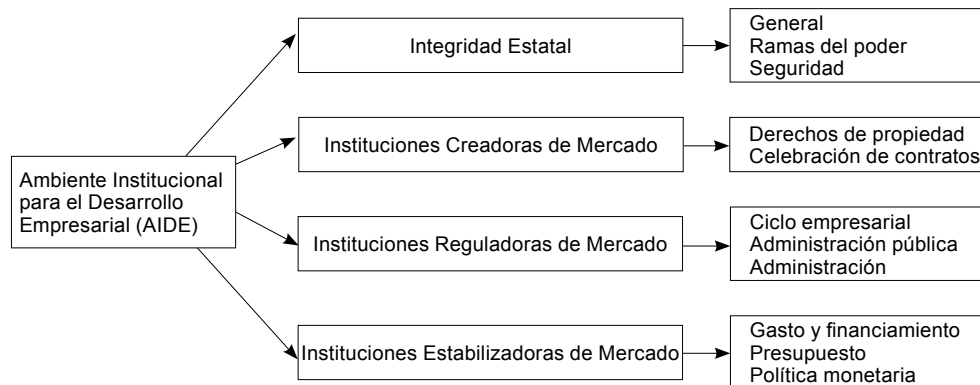 Ambiente Institucional
para el Desarrollo
Empresarial (AIDE)
Integridad Estatal
General
Ramas del poder
Seguridad
Instituciones Creadoras de Mercado
Derechos de propiedad
Celebración de contratos
Instituciones Reguladoras de Mercado
Ciclo empresarial
Administración pública
Administración
Instituciones Estabilizadoras de Mercado
Gasto y financiamiento
Presupuesto
Política monetaria